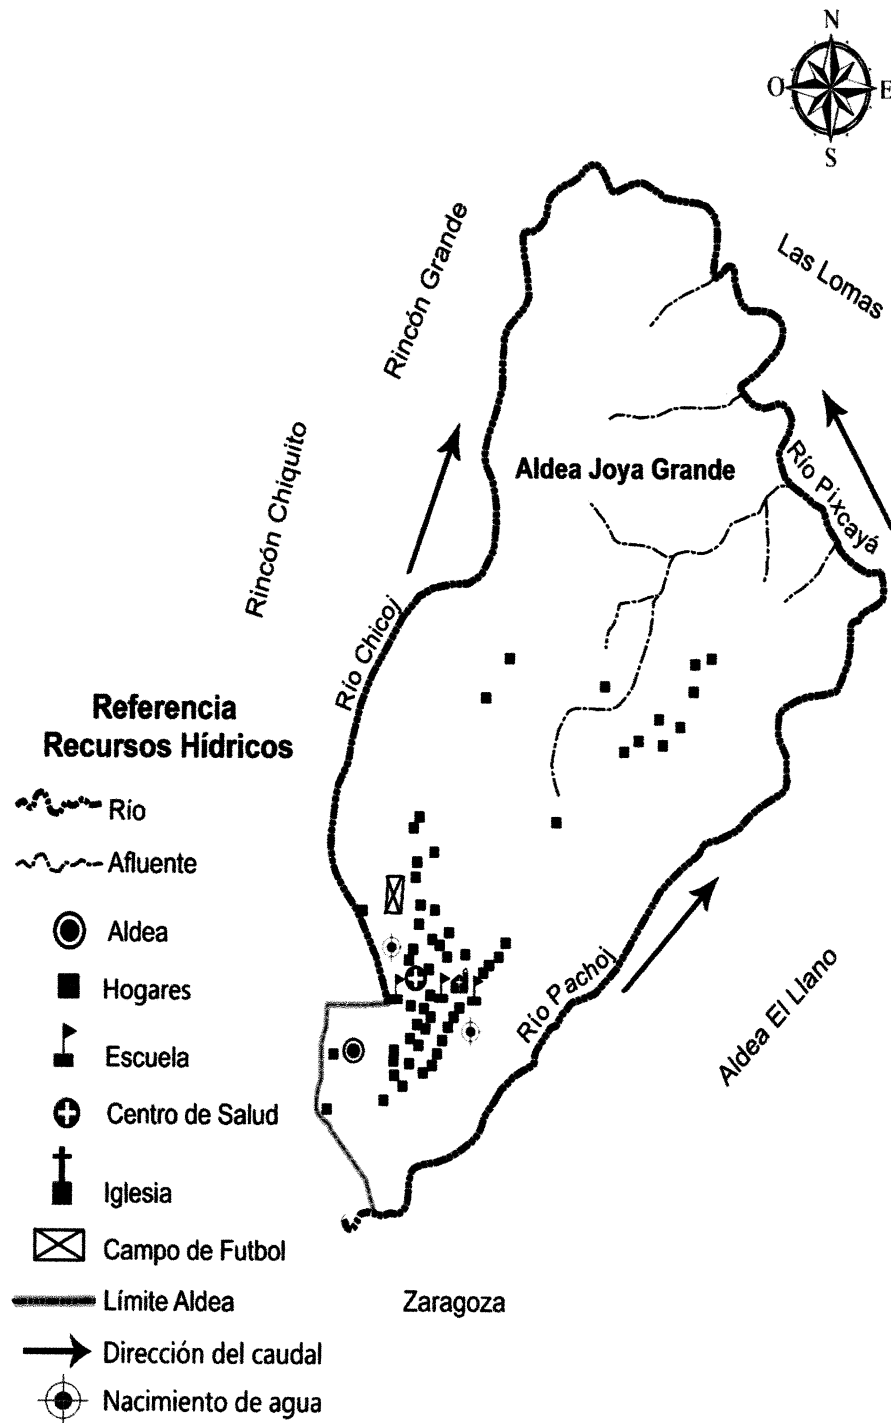 N
O
E
S
Rincón Grande
Las Lomas
Rincón Chiquito
Aldea Joya Grande
Río Pixcayá
Río Chicoj
Referencia
Recursos Hídricos
Río
Afluente
Aldea
Hogares
Escuela
Centro de Salud
Iglesia
Campo de Futbol
Límite Aldea
Dirección del caudal
Nacimiento de agua
Río Pachoj
Aldea El Llano
Zaragoza